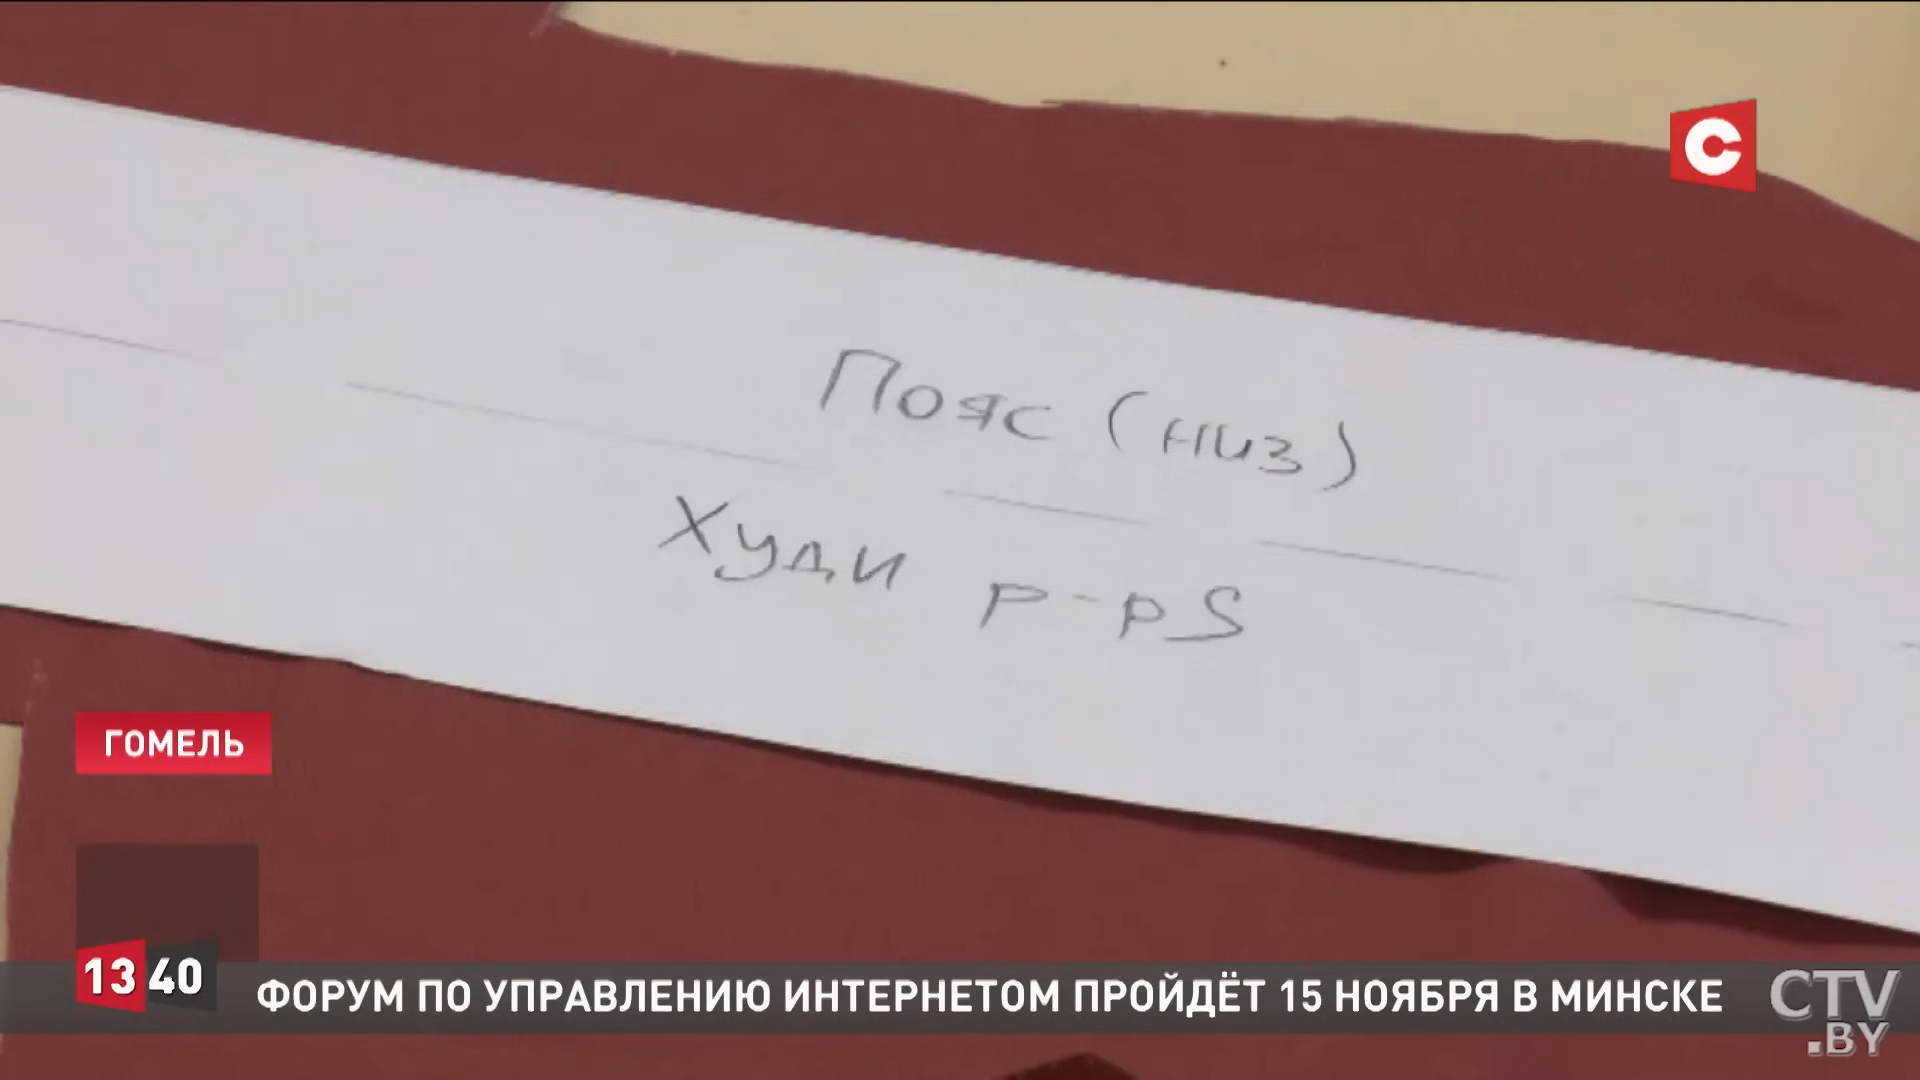 С
Пояс (низ)
Худи р-р S
ГОМЕЛЬ
13 40
ФОРУМ ПО УПРАВЛЕНИЮ ИНТЕРНЕТОМ ПРОЙДЁТ 15 НОЯБРЯ В МИНСКЕ
CTV
.BY